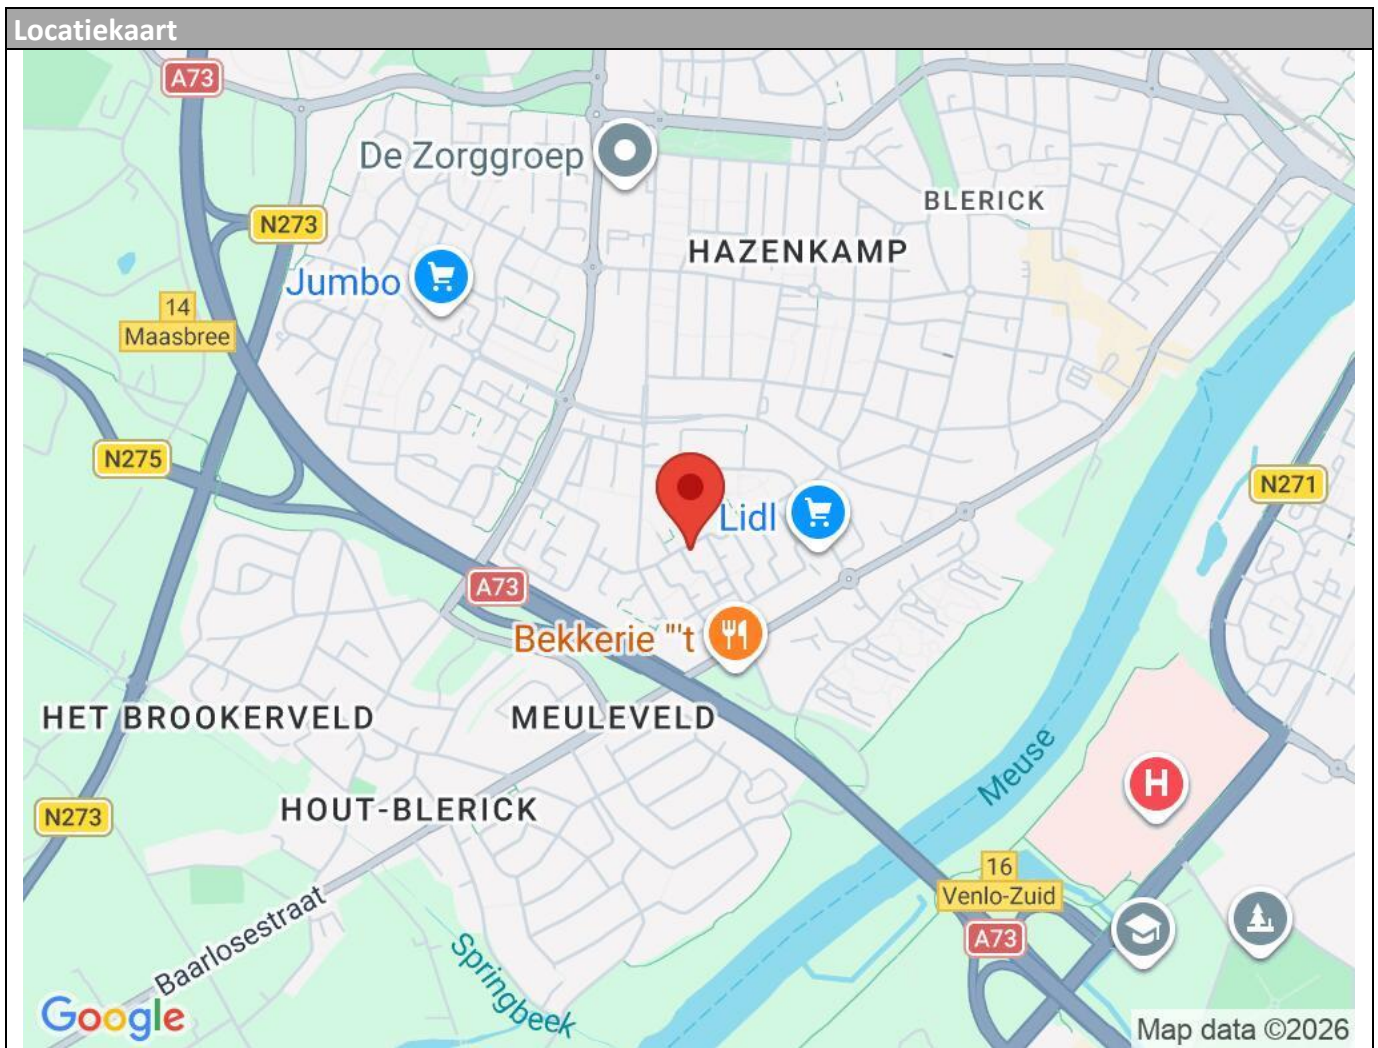 Locatiekaart
A73
De Zorggroep
BLERICK
N273
HAZENKAMP
Jumbo
14
Maasbree
N275
N271
Lidl
A73
Bekkerie "'t
HET BROOKERVELD
MEULEVELD
Meuse
H
HOUT-BLERICK
N273
16
Venlo-Zuid
Baarlosestraat
A73
Springbeek
Google
Map data ©2026